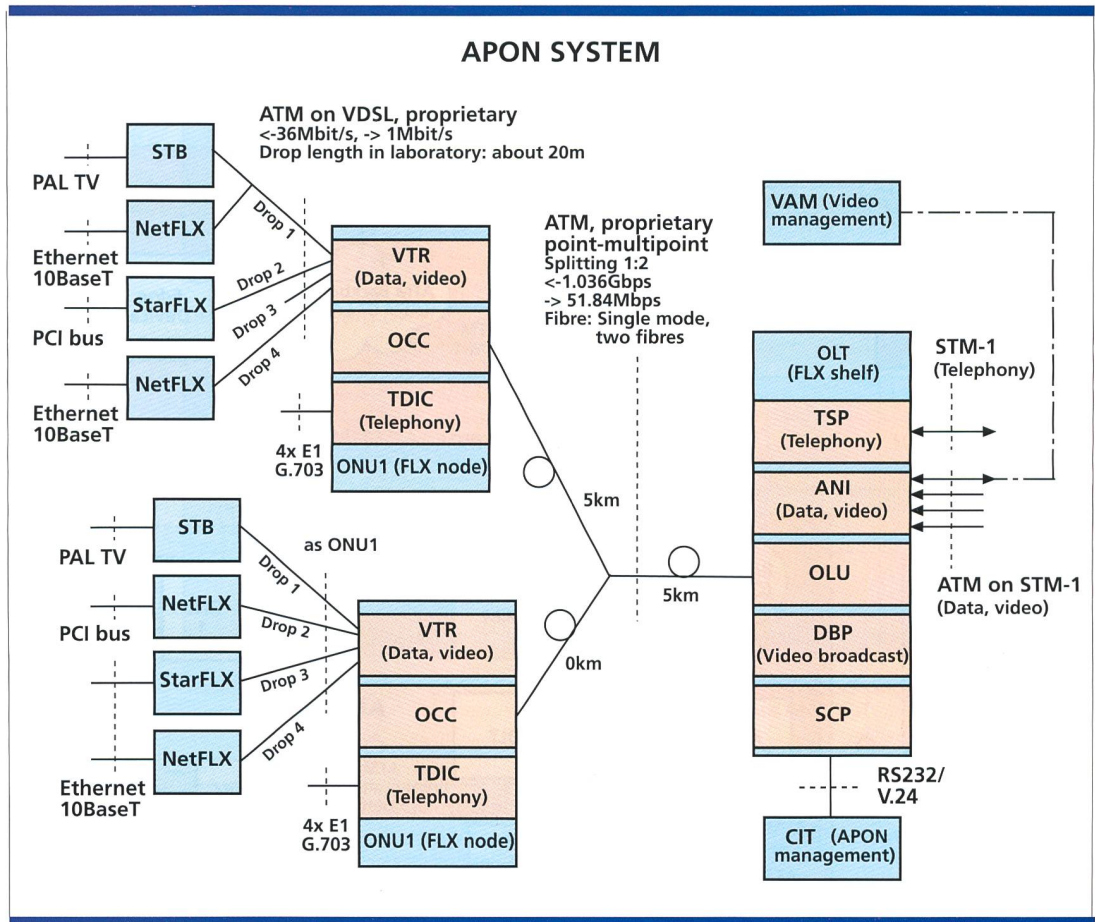 APON SYSTEM
ATM on VDSL, proprietary
<-36Mbit/s, -> 1Mbit/s
Drop length in laboratory: about 20m
STB
PAL TV
NetFLX
Ethernet
10BaseT
StarFLX
PCI bus
NetFLX
Ethernet
10BaseT
Drop 1
Drop 2
Drop 3
Drop 4
VTR
(Data, video)
OCC
TDIC
(Telephony)
ONU1 (FLX node)
4x E1
G.703
ATM, proprietary
point-multipoint
Splitting 1:2
<-1.036Gbps
-> 51.84Mbps
Fibre: Single mode,
two fibres
5km
5km
0km
VAM (Video
management)
OLT
(FLX shelf)
TSP
(Telephony)
ANI
(Data, video)
OLU
DBP
(Video broadcast)
SCP
STM-1
(Telephony)
ATM on STM-1
(Data, video)
RS232/
V.24
CIT (APON
management)
STB
PAL TV
NetFLX
PCI bus
StarFLX
NetFLX
Ethernet
10BaseT
as ONU1
Drop 1
Drop 2
Drop 3
Drop 4
VTR
(Data, video)
OCC
TDIC
(Telephony)
ONU1 (FLX node)
4x E1
G.703